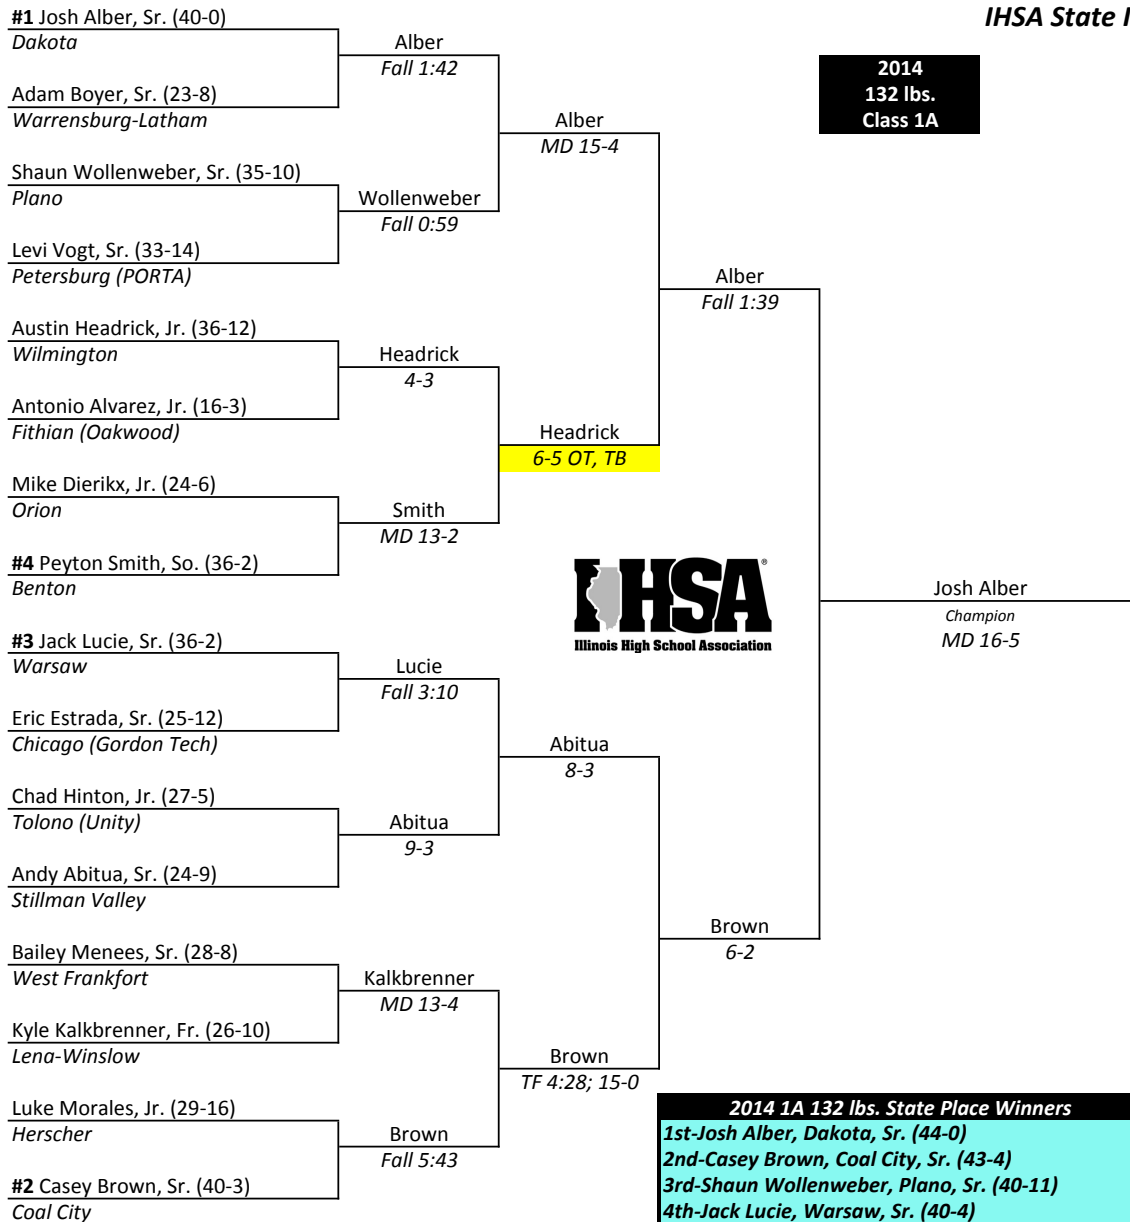 IHSA State I
#1 Josh Alber, Sr. (40-0)
Dakota
Alber
Fall 1:42
2014
132 lbs.
Class 1A
Adam Boyer, Sr. (23-8)
Warrensburg-Latham
Alber
MD 15-4
Shaun Wollenweber, Sr. (35-10)
Plano
Wollenweber
Fall 0:59
Levi Vogt, Sr. (33-14)
Petersburg (PORTA)
Alber
Fall 1:39
Austin Headrick, Jr. (36-12)
Wilmington
Headrick
4-3
Antonio Alvarez, Jr. (16-3)
Fithian (Oakwood)
Headrick
6-5 OT, TB
Mike Dierikx, Jr. (24-6)
Orion
Smith
MD 13-2
#4 Peyton Smith, So. (36-2)
Benton
IHSA®
Illinois High School Association
Josh Alber
Champion
MD 16-5
#3 Jack Lucie, Sr. (36-2)
Warsaw
Lucie
Fall 3:10
Eric Estrada, Sr. (25-12)
Chicago (Gordon Tech)
Abitua
8-3
Chad Hinton, Jr. (27-5)
Tolono (Unity)
Abitua
9-3
Andy Abitua, Sr. (24-9)
Stillman Valley
Brown
6-2
Bailey Menees, Sr. (28-8)
West Frankfort
Kalkbrenner
MD 13-4
Kyle Kalkbrenner, Fr. (26-10)
Lena-Winslow
Brown
TF 4:28; 15-0
Luke Morales, Jr. (29-16)
Herscher
Brown
Fall 5:43
#2 Casey Brown, Sr. (40-3)
Coal City
2014 1A 132 lbs. State Place Winners
1st-Josh Alber, Dakota, Sr. (44-0)
2nd-Casey Brown, Coal City, Sr. (43-4)
3rd-Shaun Wollenweber, Plano, Sr. (40-11)
4th-Jack Lucie, Warsaw, Sr. (40-4)